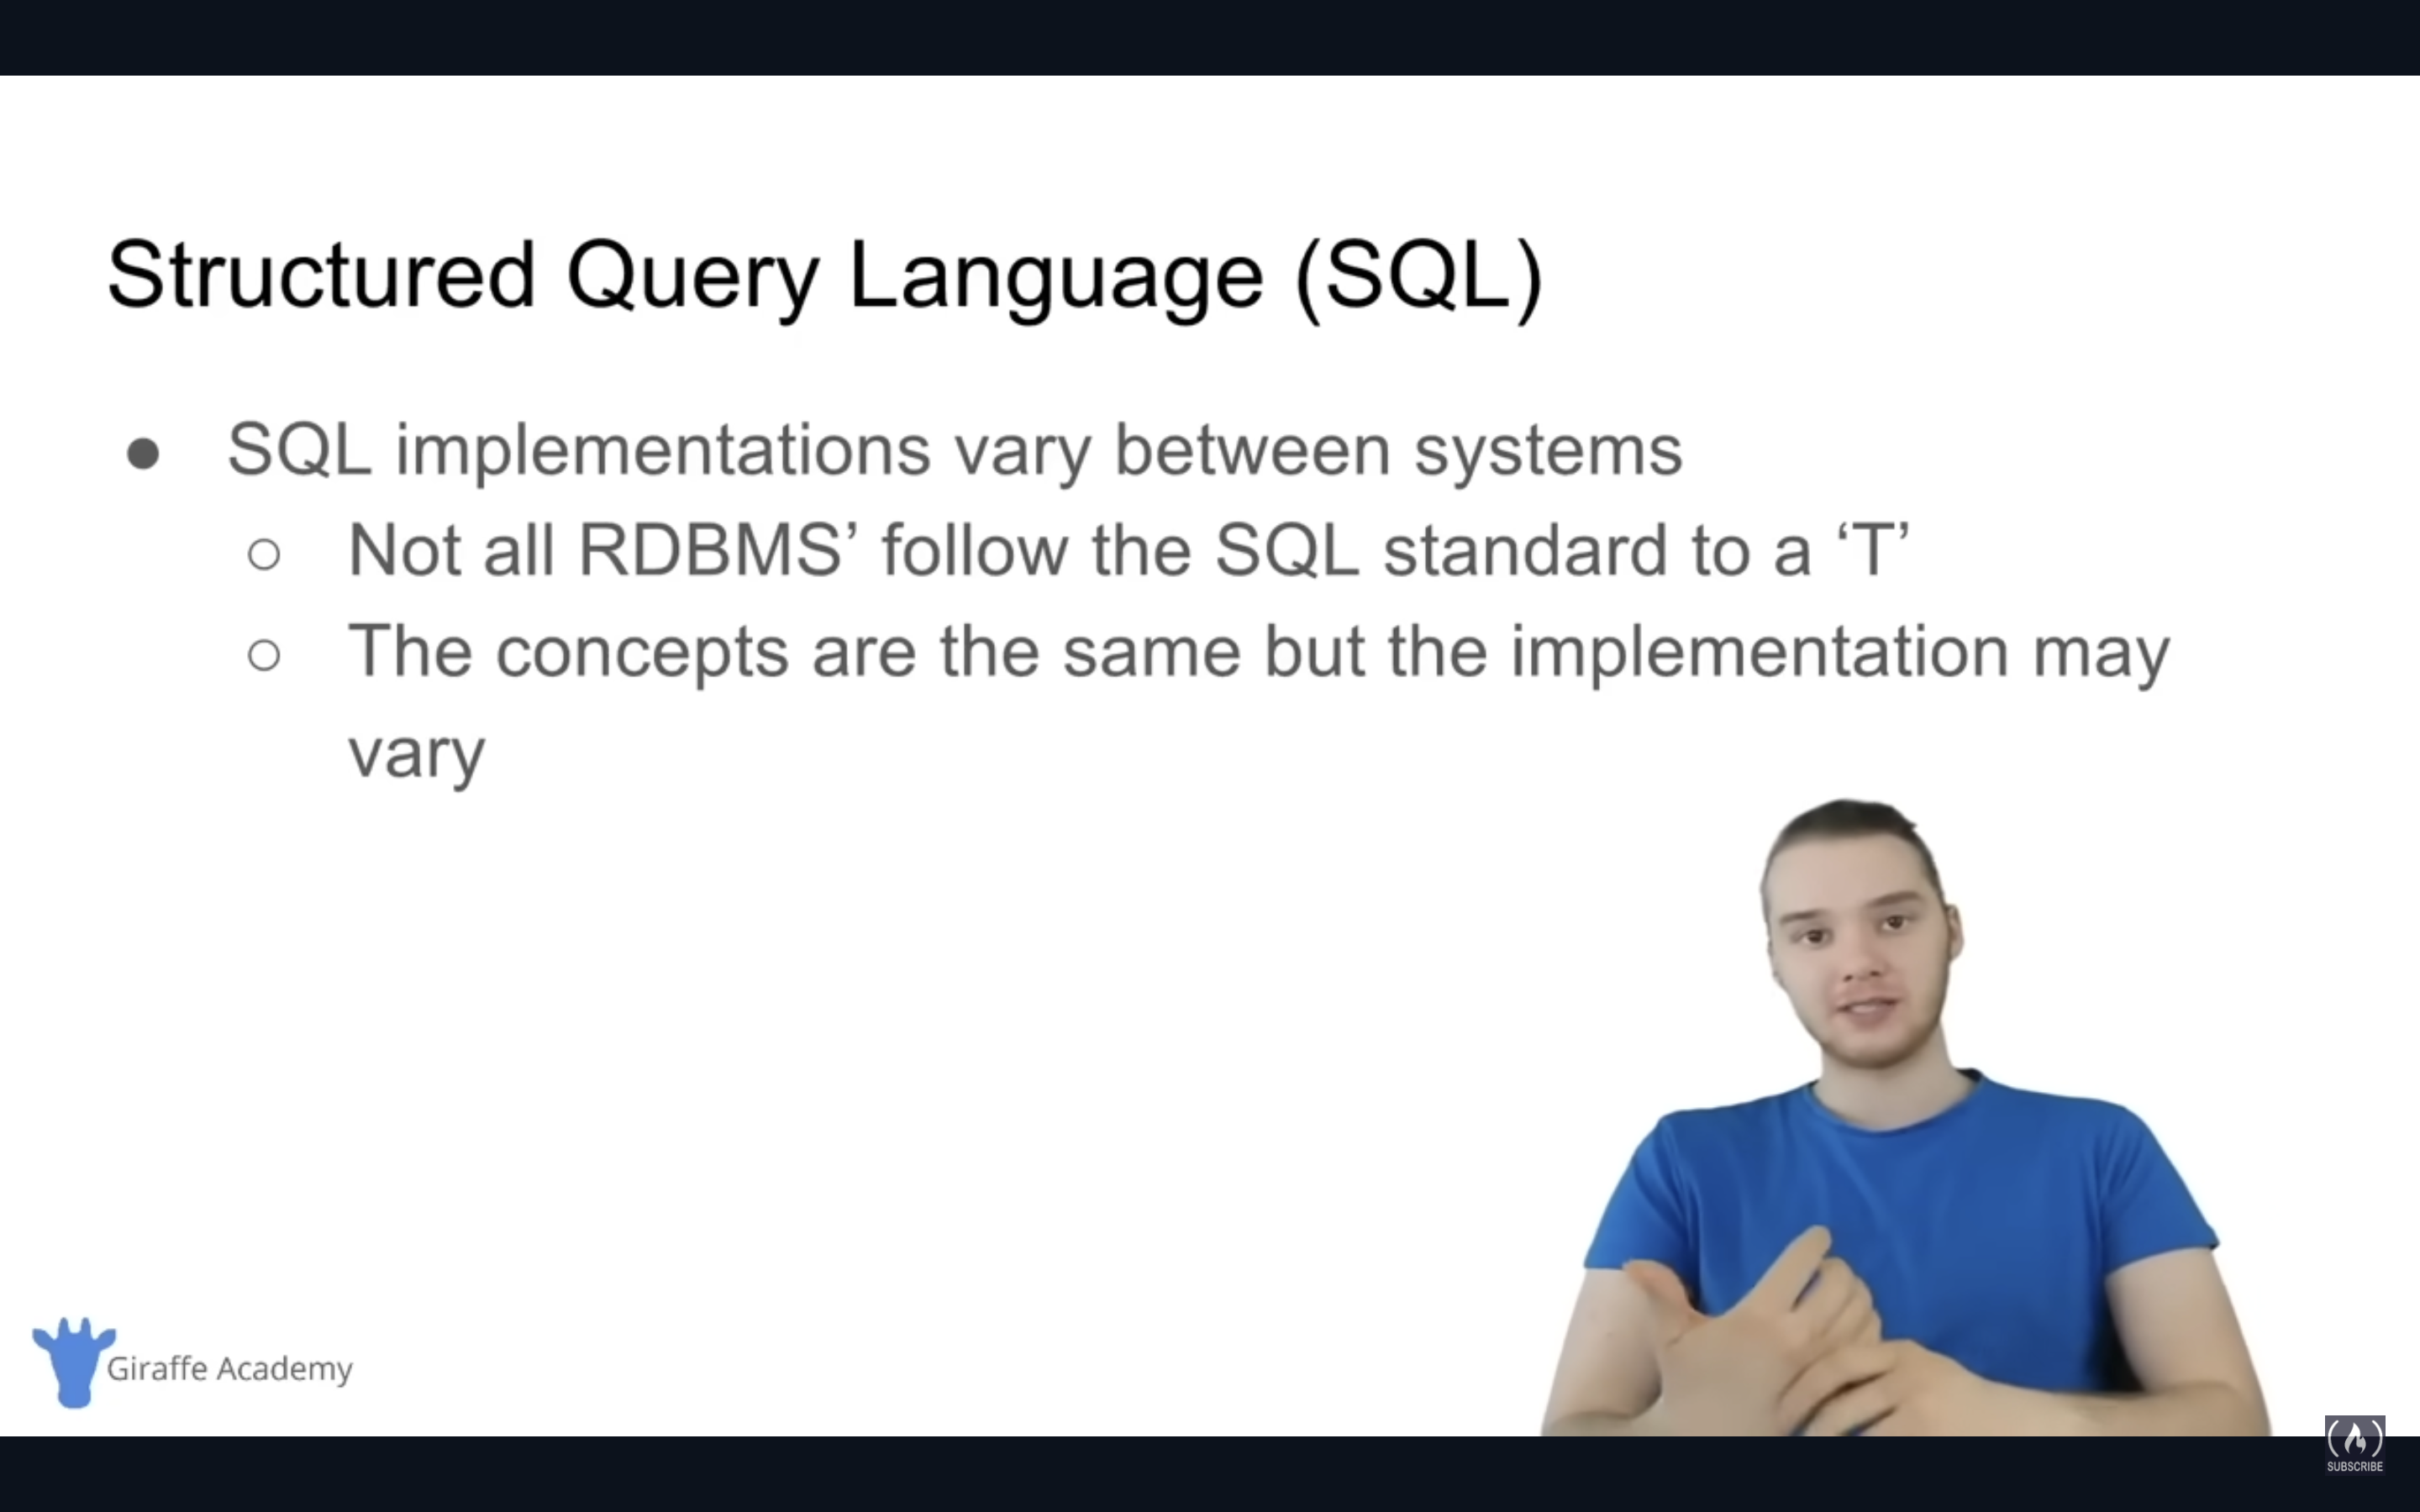 Structured Query Language (SQL)
● SQL implementations vary between systems
○ Not all RDBMS’ follow the SQL standard to a ‘T’
○ The concepts are the same but the implementation may
vary
Giraffe Academy
SUBSCRIBE